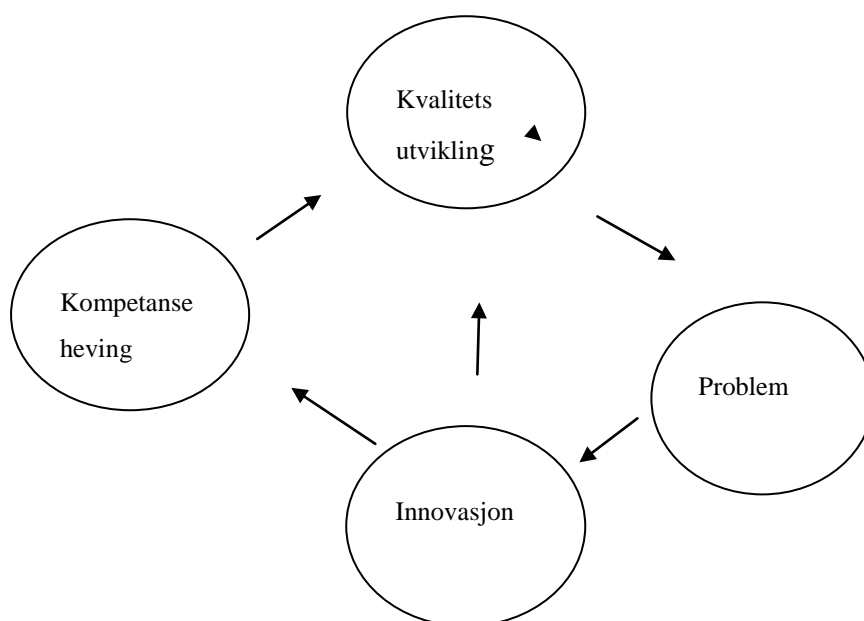 Kvalitets
utvikling
Kompetanse
heving
Problem
Innovasjon